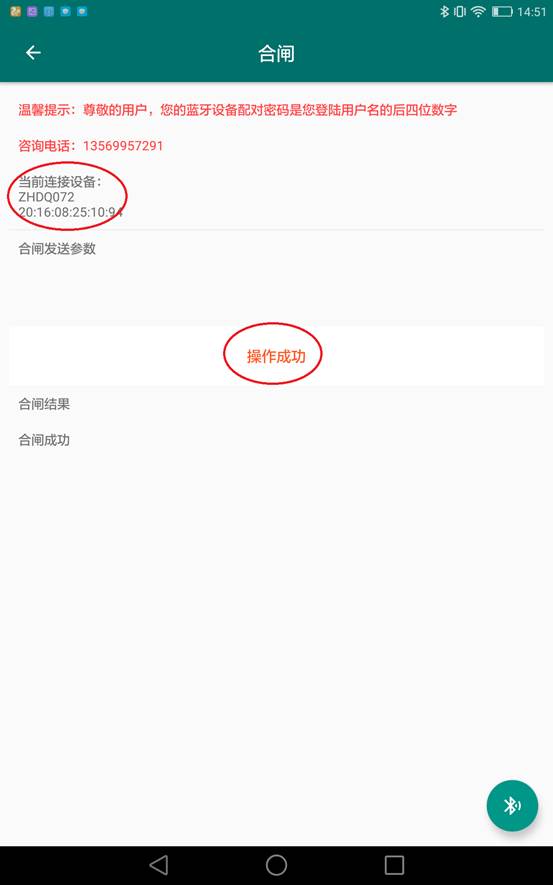 14:51
合闸
温馨提示：尊敬的用户，您的蓝牙设备配对密码是您登陆用户名的后四位数字
咨询电话：13569957291
当前连接设备：
ZHDQ072
20:16:08:25:10:94
合闸发送参数
操作成功
合闸结果
合闸成功